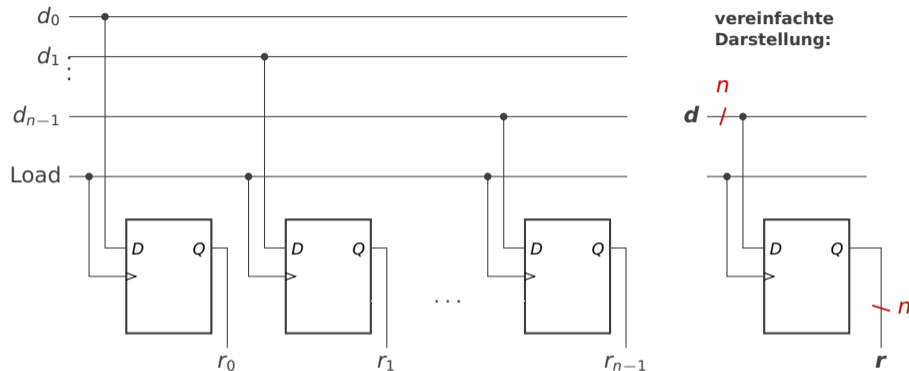 d₀
d₁
⋮
dₙ₋₁
Load
D Q
D Q
. . .
D Q
r₀
r₁
rₙ₋₁
vereinfachte
Darstellung:
n
d
D Q
n
r